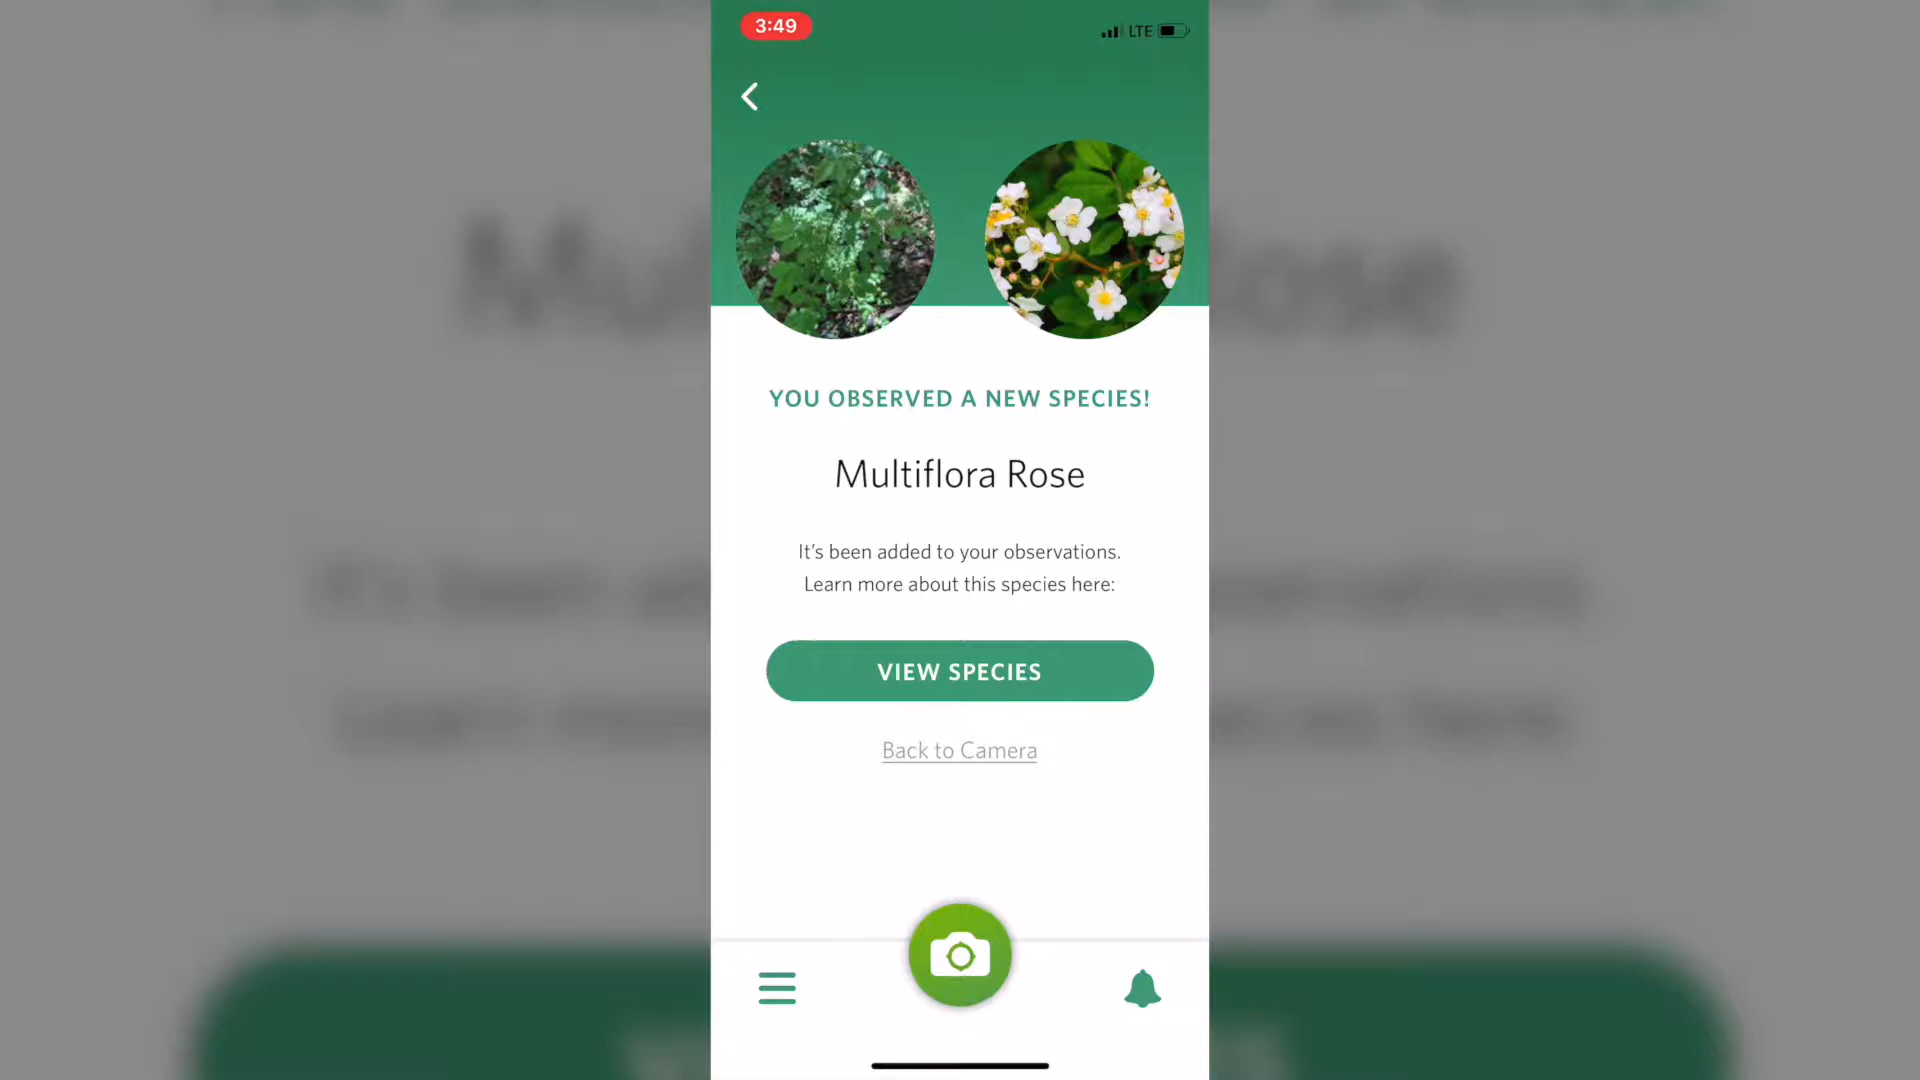 3:49
LTE
YOU OBSERVED A NEW SPECIES!
Multiflora Rose
It's been added to your observations.
Learn more about this species here:
VIEW SPECIES
Back to Camera